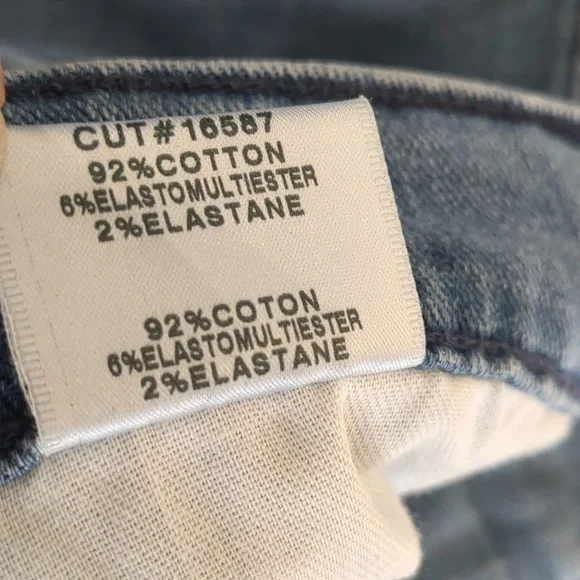 CUT#16587
92%COTTON
6%ELASTOMULTIESTER
2%ELASTANE
92%COTON
6%ELASTOMULTIESTER
2%ELASTANE